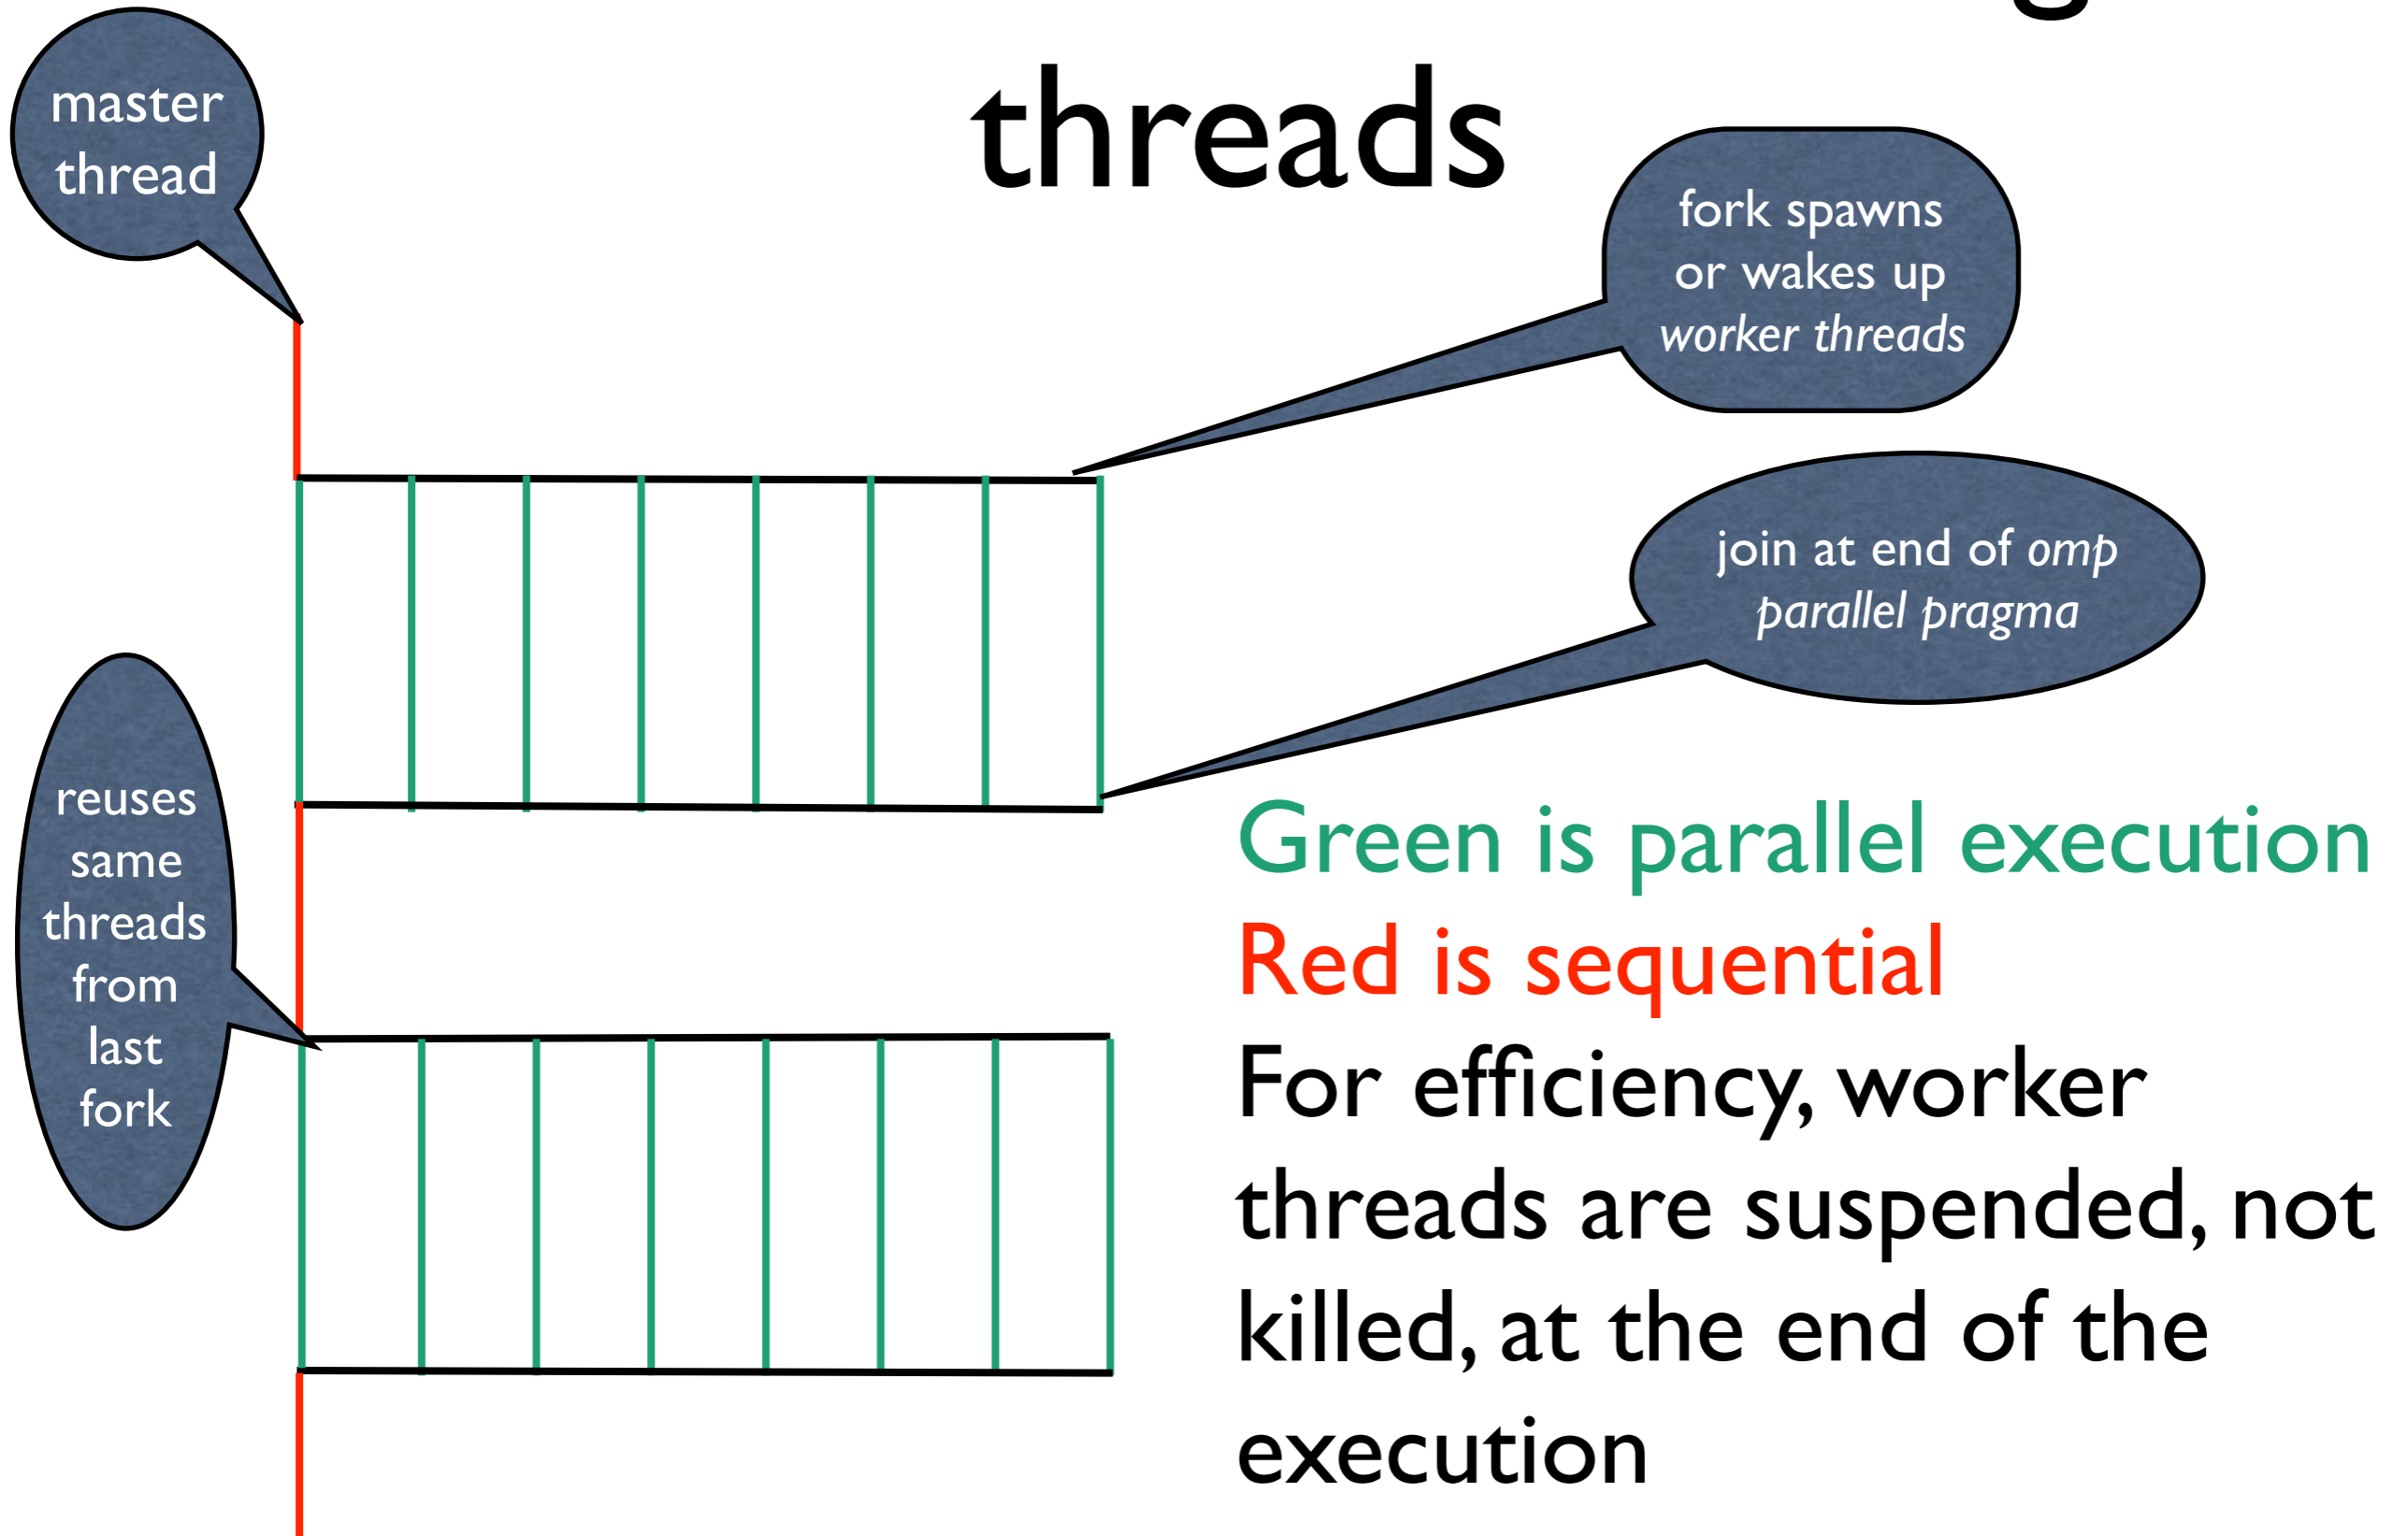 threads
master
thread
fork spawns
or wakes up
worker threads
join at end of omp
parallel pragma
reuses
same
threads
from
last
fork
Green is parallel execution
Red is sequential
For efficiency, worker
threads are suspended, not
killed, at the end of the
execution